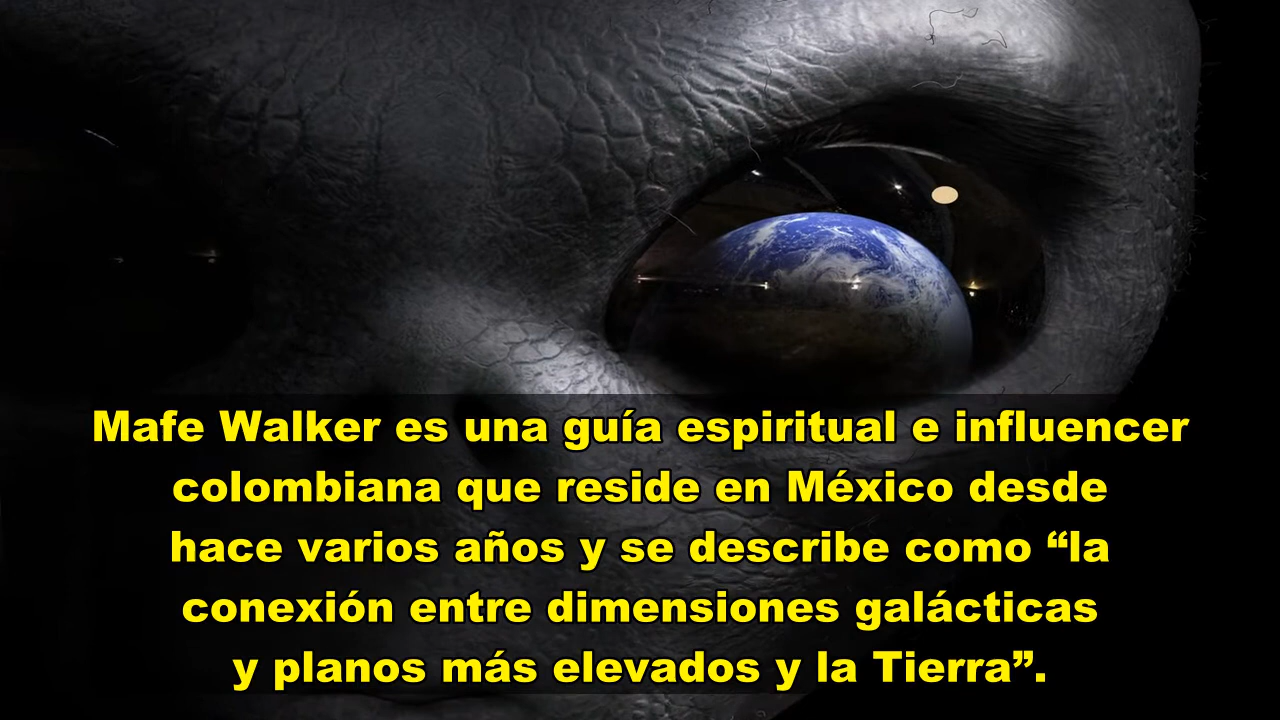 Mafe Walker es una guía espiritual e influencer
colombiana que reside en México desde
hace varios años y se describe como “la
conexión entre dimensiones galácticas
y planos más elevados y la Tierra”.